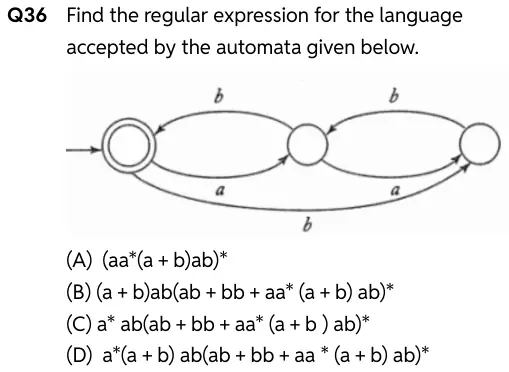 Q36 Find the regular expression for the language
accepted by the automata given below.
b b
a a
b
(A) (aa*(a + b)ab)*
(B) (a + b)ab(ab + bb + aa* (a + b) ab)*
(C) a* ab(ab + bb + aa* (a + b ) ab)*
(D) a*(a + b) ab(ab + bb + aa * (a + b) ab)*